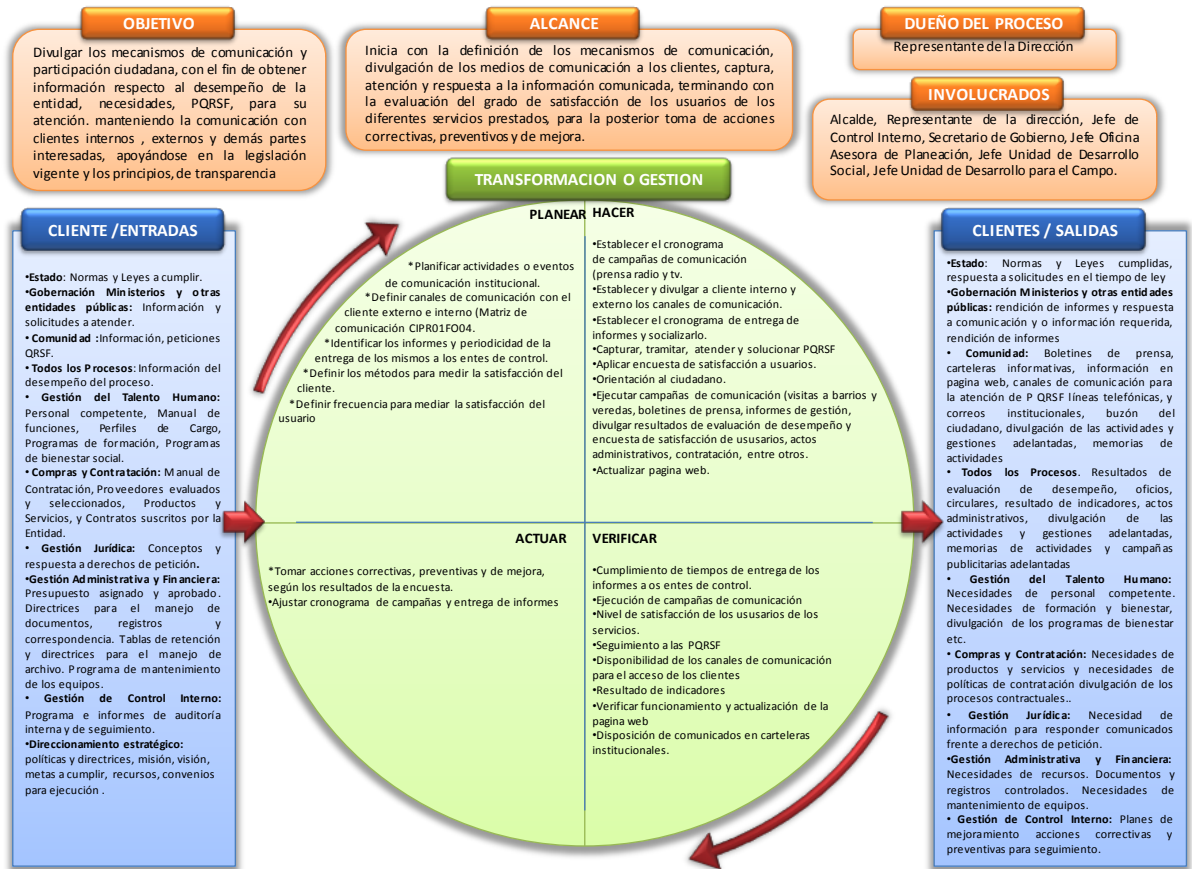 OBJETIVO
Divulgar los mecanismos de comunicación y
participación ciudadana, con el fin de obtener
información respecto al desempeño de la
entidad, necesidades, PQRSF, para su
atención. manteniendo la comunicación con
clientes internos , externos y demás partes
interesadas, apoyándose en la legislación
vigente y los principios, de transparencia
ALCANCE
Inicia con la definición de los mecanismos de comunicación,
divulgación de los medios de comunicación a los clientes, captura,
atención y respuesta a la información comunicada, terminando con
la evaluación del grado de satisfacción de los usuarios de los
diferentes servicios prestados, para la posterior toma de acciones
correctivas, preventivos y de mejora.
DUEÑO DEL PROCESO
Representante de la Dirección
INVOLUCRADOS
Alcalde, Representante de la dirección, Jefe de
Control Interno, Secretario de Gobierno, Jefe Oficina
Asesora de Planeación, Jefe Unidad de Desarrollo
Social, Jefe Unidad de Desarrollo para el Campo.
TRANSFORMACION O GESTION
CLIENTE /ENTRADAS
•Estado: Normas y Leyes a cumplir.
•Gobernación Ministerios y otras
entidades públicas: Información y
solicitudes a atender.
• Comunidad :Información, peticiones
QRSF.
• Todos los Procesos: Información del
desempeño del proceso.
• Gestión del Talento Humano:
Personal competente, Manual de
funciones, Perfiles de Cargo,
Programas de formación, Programas
de bienestar social.
• Compras y Contratación: Manual de
Contratación, Proveedores evaluados
y seleccionados, Productos y
Servicios, y Contratos suscritos por la
Entidad.
• Gestión Jurídica: Conceptos y
respuesta a derechos de petición.
•Gestión Administrativa y Financiera:
Presupuesto asignado y aprobado.
Directrices para el manejo de
documentos, registros y
correspondencia. Tablas de retención
y directrices para el manejo de
archivo. Programa de mantenimiento
de los equipos.
• Gestión de Control Interno:
Programa e informes de auditoría
interna y de seguimiento.
•Direccionamiento estratégico:
políticas y directrices, misión, visión,
metas a cumplir, recursos, convenios
para ejecución .
PLANEAR
*Planificar actividades o eventos
de comunicación institucional.
*Definir canales de comunicación con el
cliente externo e interno (Matriz de
comunicación CIPR01FO04.
*Identificar los informes y periodicidad de la
entrega de los mismos a los entes de control.
*Definir los métodos para medir la satisfacción del
cliente.
*Definir frecuencia para mediar la satisfacción del
usuario
HACER
•Establecer el cronograma
de campañas de comunicación
(prensa radio y tv.
•Establecer y divulgar a cliente interno y
externo los canales de comunicación.
•Establecer el cronograma de entrega de
informes y socializarlo.
•Capturar, tramitar, atender y solucionar PQRSF
•Aplicar encuesta de satisfacción a usuarios.
•Orientación al ciudadano.
•Ejecutar campañas de comunicación (visitas a barrios y
veredas, boletines de prensa, informes de gestión,
divulgar resultados de evaluación de desempeño y
encuesta de satisfacción de ususarios, actos
administrativos, contratación, entre otros.
•Actualizar pagina web.
ACTUAR
*Tomar acciones correctivas, preventivas y de mejora,
según los resultados de la encuesta.
•Ajustar cronograma de campañas y entrega de informes
VERIFICAR
•Cumplimiento de tiempos de entrega de los
informes a os entes de control.
•Ejecución de campañas de comunicación
•Nivel de satisfacción de los ususarios de los
servicios.
•Seguimiento a las PQRSF
•Disponibilidad de los canales de comunicación
para el acceso de los clientes
•Resultado de indicadores
•Verificar funcionamiento y actualización de la
pagina web
•Disposición de comunicados en carteleras
institucionales.
CLIENTES / SALIDAS
•Estado: Normas y Leyes cumplidas,
respuesta a solicitudes en el tiempo de ley
•Gobernación Ministerios y otras entidades
públicas: rendición de informes y respuesta
a comunicación y o información requerida,
rendición de informes
• Comunidad: Boletines de prensa,
carteleras informativas, información en
pagina web, canales de comunicación para
la atención de P QRSF líneas telefónicas, y
correos institucionales, buzón del
ciudadano, divulgación de las actividades y
gestiones adelantadas, memorias de
actividades
• Todos los Procesos. Resultados de
evaluación de desempeño, oficios,
circulares, resultado de indicadores, actos
administrativos, divulgación de las
actividades y gestiones adelantadas,
memorias de actividades y campañas
publicitarias adelantadas
• Gestión del Talento Humano:
Necesidades de personal competente.
Necesidades de formación y bienestar,
divulgación de los programas de bienestar
etc.
• Compras y Contratación: Necesidades de
productos y servicios y necesidades de
políticas de contratación divulgación de los
procesos contractuales..
• Gestión Jurídica: Necesidad de
información para responder comunicados
frente a derechos de petición.
•Gestión Administrativa y Financiera:
Necesidades de recursos. Documentos y
registros controlados. Necesidades de
mantenimiento de equipos.
• Gestión de Control Interno: Planes de
mejoramiento acciones correctivas y
preventivas para seguimiento.